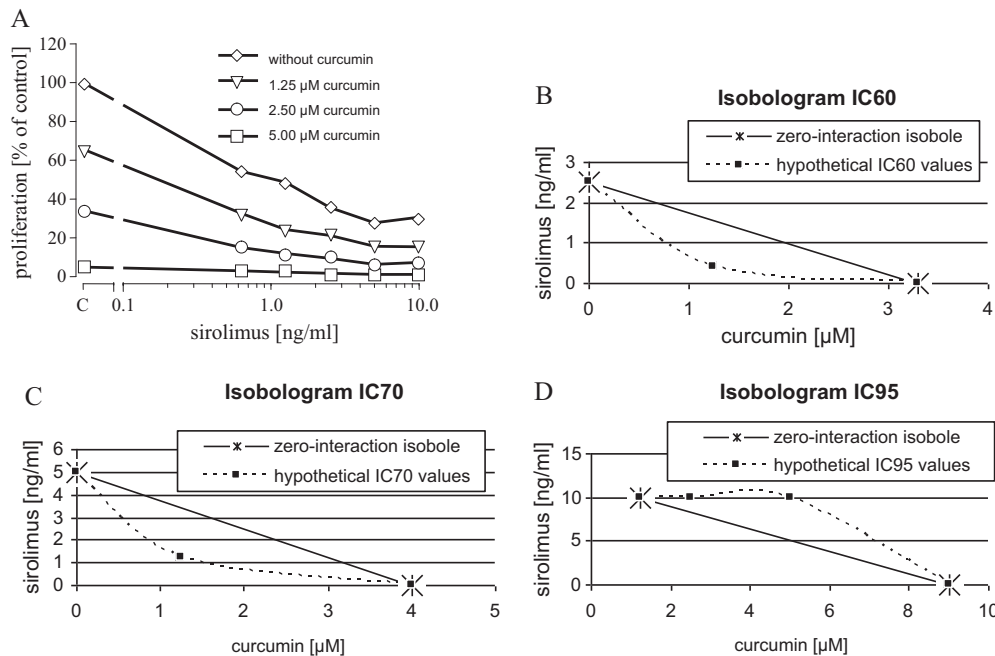 A
proliferation [% of control]
120
100
80
60
40
20
0
C
0.1
1.0
10.0
sirolimus [ng/ml]
without curcumin
1.25 µM curcumin
2.50 µM curcumin
5.00 µM curcumin
B
Isobologram IC60
zero-interaction isobole
hypothetical IC60 values
sirolimus [ng/ml]
3
2
1
0
0 1 2 3 4
curcumin [µM]
C
Isobologram IC70
zero-interaction isobole
hypothetical IC70 values
sirolimus [ng/ml]
6
5
4
3
2
1
0
0 1 2 3 4 5
curcumin [µM]
D
Isobologram IC95
zero-interaction isobole
hypothetical IC95 values
sirolimus [ng/ml]
15
10
5
0
0 2 4 6 8 10
curcumin [µM]